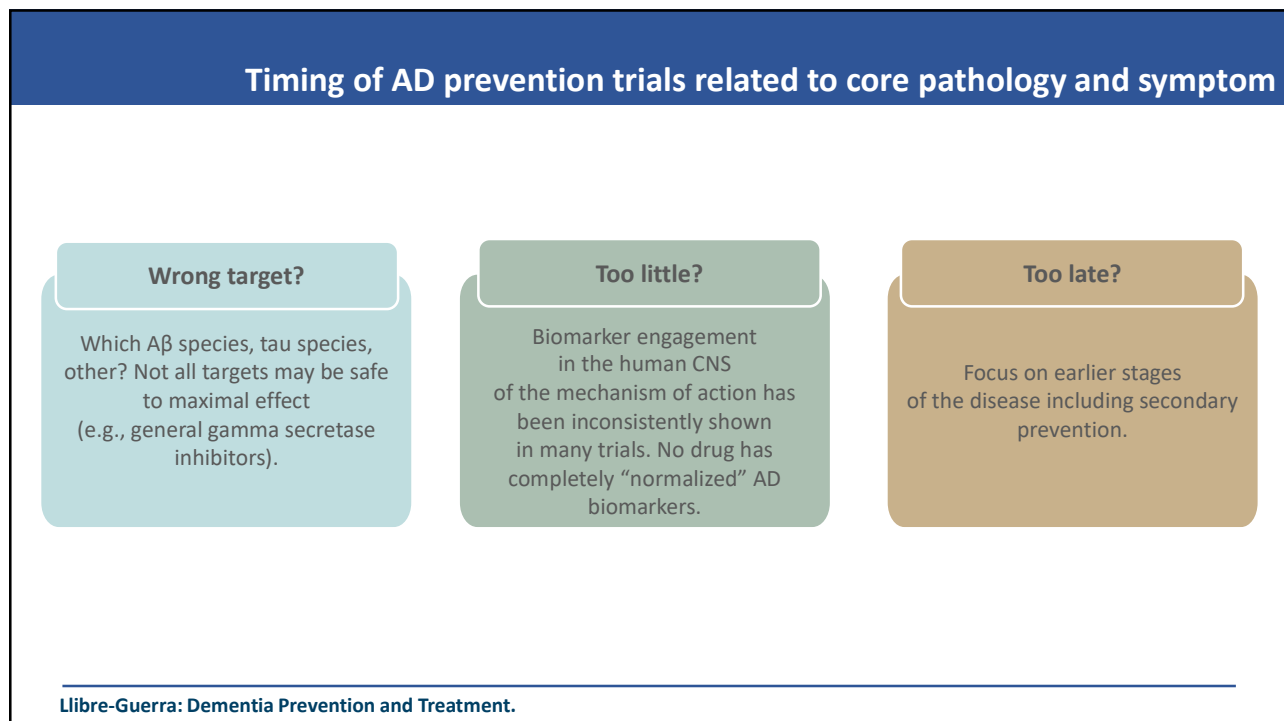 Timing of AD prevention trials related to core pathology and symptom
Wrong target?
Which Aβ species, tau species,
other? Not all targets may be safe
to maximal effect
(e.g., general gamma secretase
inhibitors).
Too little?
Biomarker engagement
in the human CNS
of the mechanism of action has
been inconsistently shown
in many trials. No drug has
completely “normalized” AD
biomarkers.
Too late?
Focus on earlier stages
of the disease including secondary
prevention.
Llibre-Guerra: Dementia Prevention and Treatment.